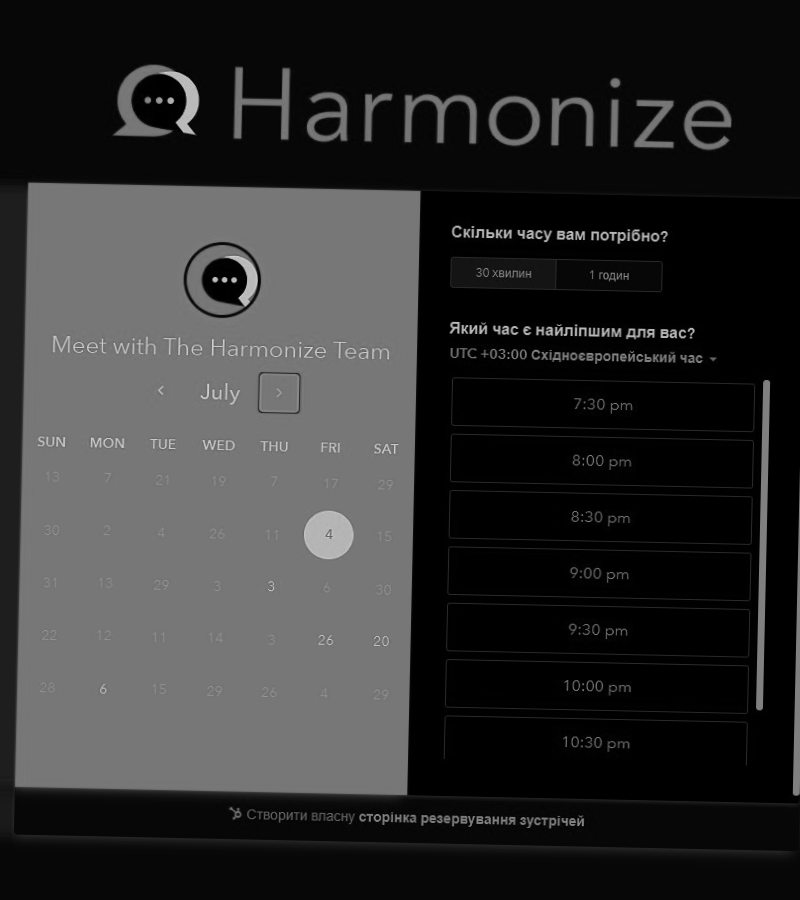 Harmonize
Meet with The Harmonize Team
July
SUN MON TUE WED THU FRI SAT
13 7 21 19 7 17 29
30 2 4 26 11 4 15
31 13 29 3 3 6 30
22 12 11 14 3 26 20
28 6 15 29 26 4 29
Скільки часу вам потрібно?
30 хвилин 1 годин
Який час є найліпшим для вас?
UTC +03:00 Східноєвропейський час
7:30 pm
8:00 pm
8:30 pm
9:00 pm
9:30 pm
10:00 pm
10:30 pm
Створити власну сторінка резервування зустрічей